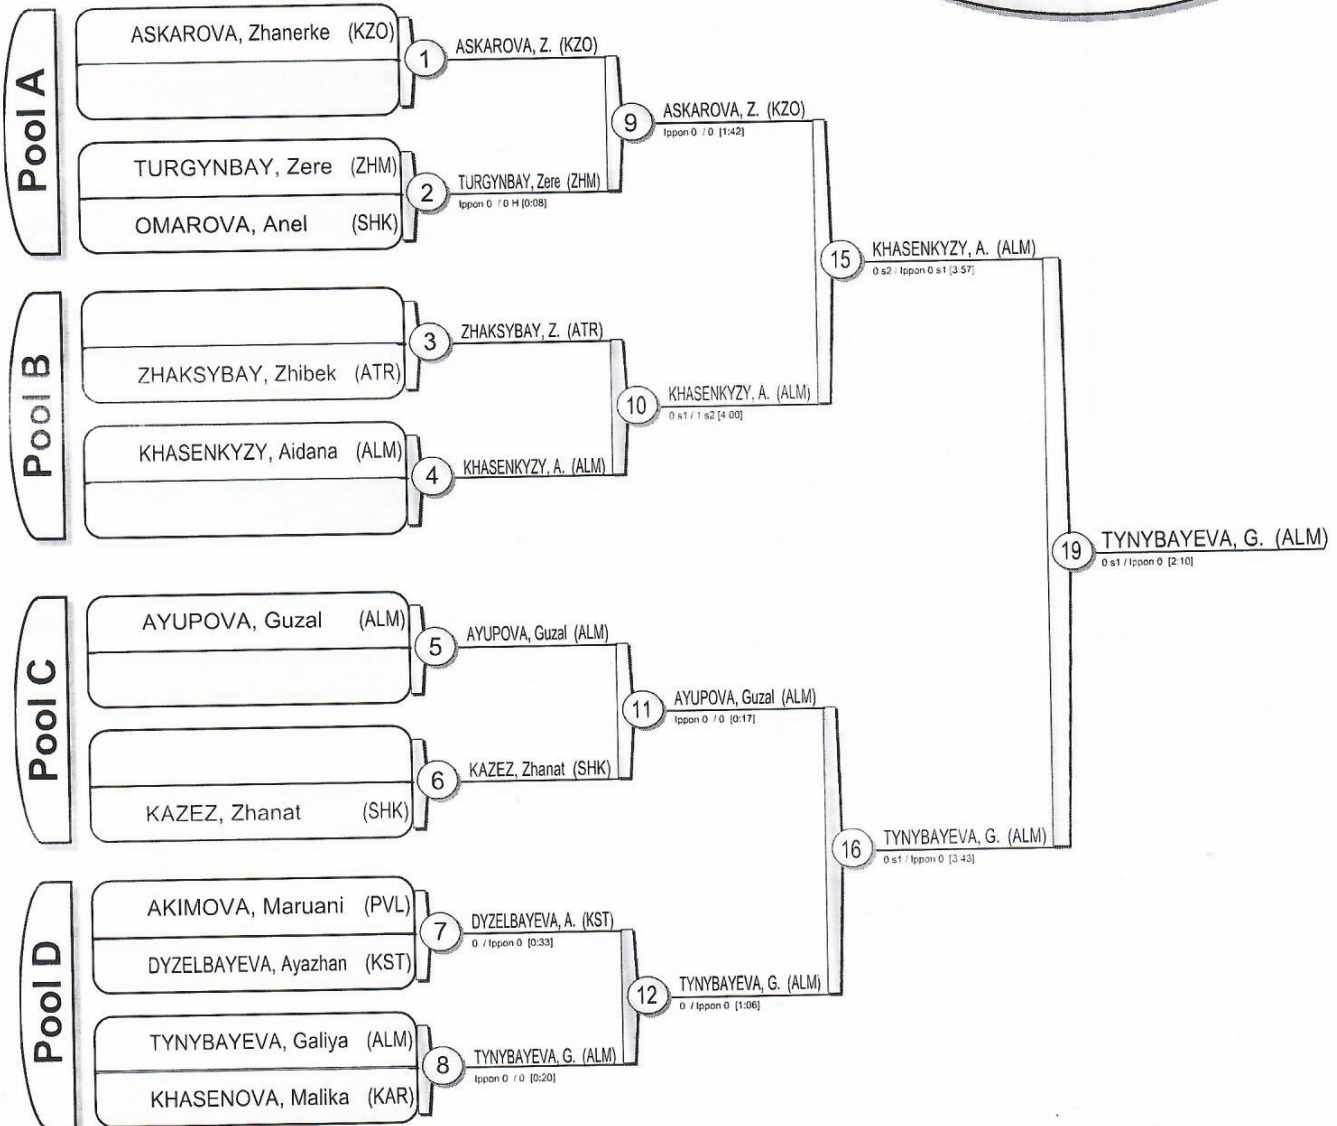 Pool A
ASKAROVA, Zhanerke (KZO)
1
ASKAROVA, Z. (KZO)
TURGYNBAY, Zere (ZHM)
OMAROVA, Anel (SHK)
2
TURGYNBAY, Zere (ZHM)
Ippon 0 / 0 H [0:08]
9
ASKAROVA, Z. (KZO)
Ippon 0 / 0 [1:42]
Pool B
ZHAKSYBAY, Zhibek (ATR)
3
ZHAKSYBAY, Z. (ATR)
KHASENKYZY, Aidana (ALM)
4
KHASENKYZY, A. (ALM)
10
KHASENKYZY, A. (ALM)
0 s1 / 1 s2 [4:00]
15
KHASENKYZY, A. (ALM)
0 s2 / Ippon 0 s1 [3:57]
Pool C
AYUPOVA, Guzal (ALM)
5
AYUPOVA, Guzal (ALM)
KAZEZ, Zhanat (SHK)
6
KAZEZ, Zhanat (SHK)
11
AYUPOVA, Guzal (ALM)
Ippon 0 / 0 [0:17]
Pool D
AKIMOVA, Maruani (PVL)
DYZELBAYEVA, Ayazhan (KST)
7
DYZELBAYEVA, A. (KST)
0 / Ippon 0 [0:33]
TYNYBAYEVA, Galiya (ALM)
KHASENOVA, Malika (KAR)
8
TYNYBAYEVA, G. (ALM)
Ippon 0 / 0 [0:20]
12
TYNYBAYEVA, G. (ALM)
0 / Ippon 0 [1:06]
16
TYNYBAYEVA, G. (ALM)
0 s1 / Ippon 0 [3:43]
19
TYNYBAYEVA, G. (ALM)
0 s1 / Ippon 0 [2:10]